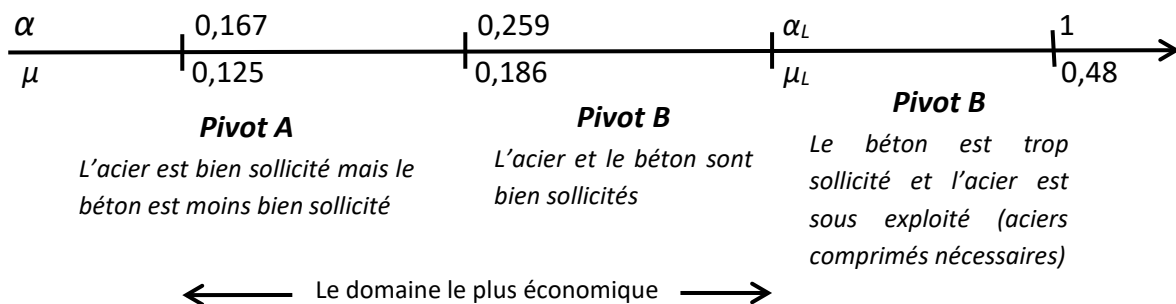 α 0,167 0,259 αL 1
μ 0,125 0,186 μL 0,48
Pivot A Pivot B Pivot B
L’acier est bien sollicité mais le
béton est moins bien sollicité
L’acier et le béton sont
bien sollicités
Le béton est trop
sollicité et l’acier est
sous exploité (aciers
comprimés nécessaires)
Le domaine le plus économique